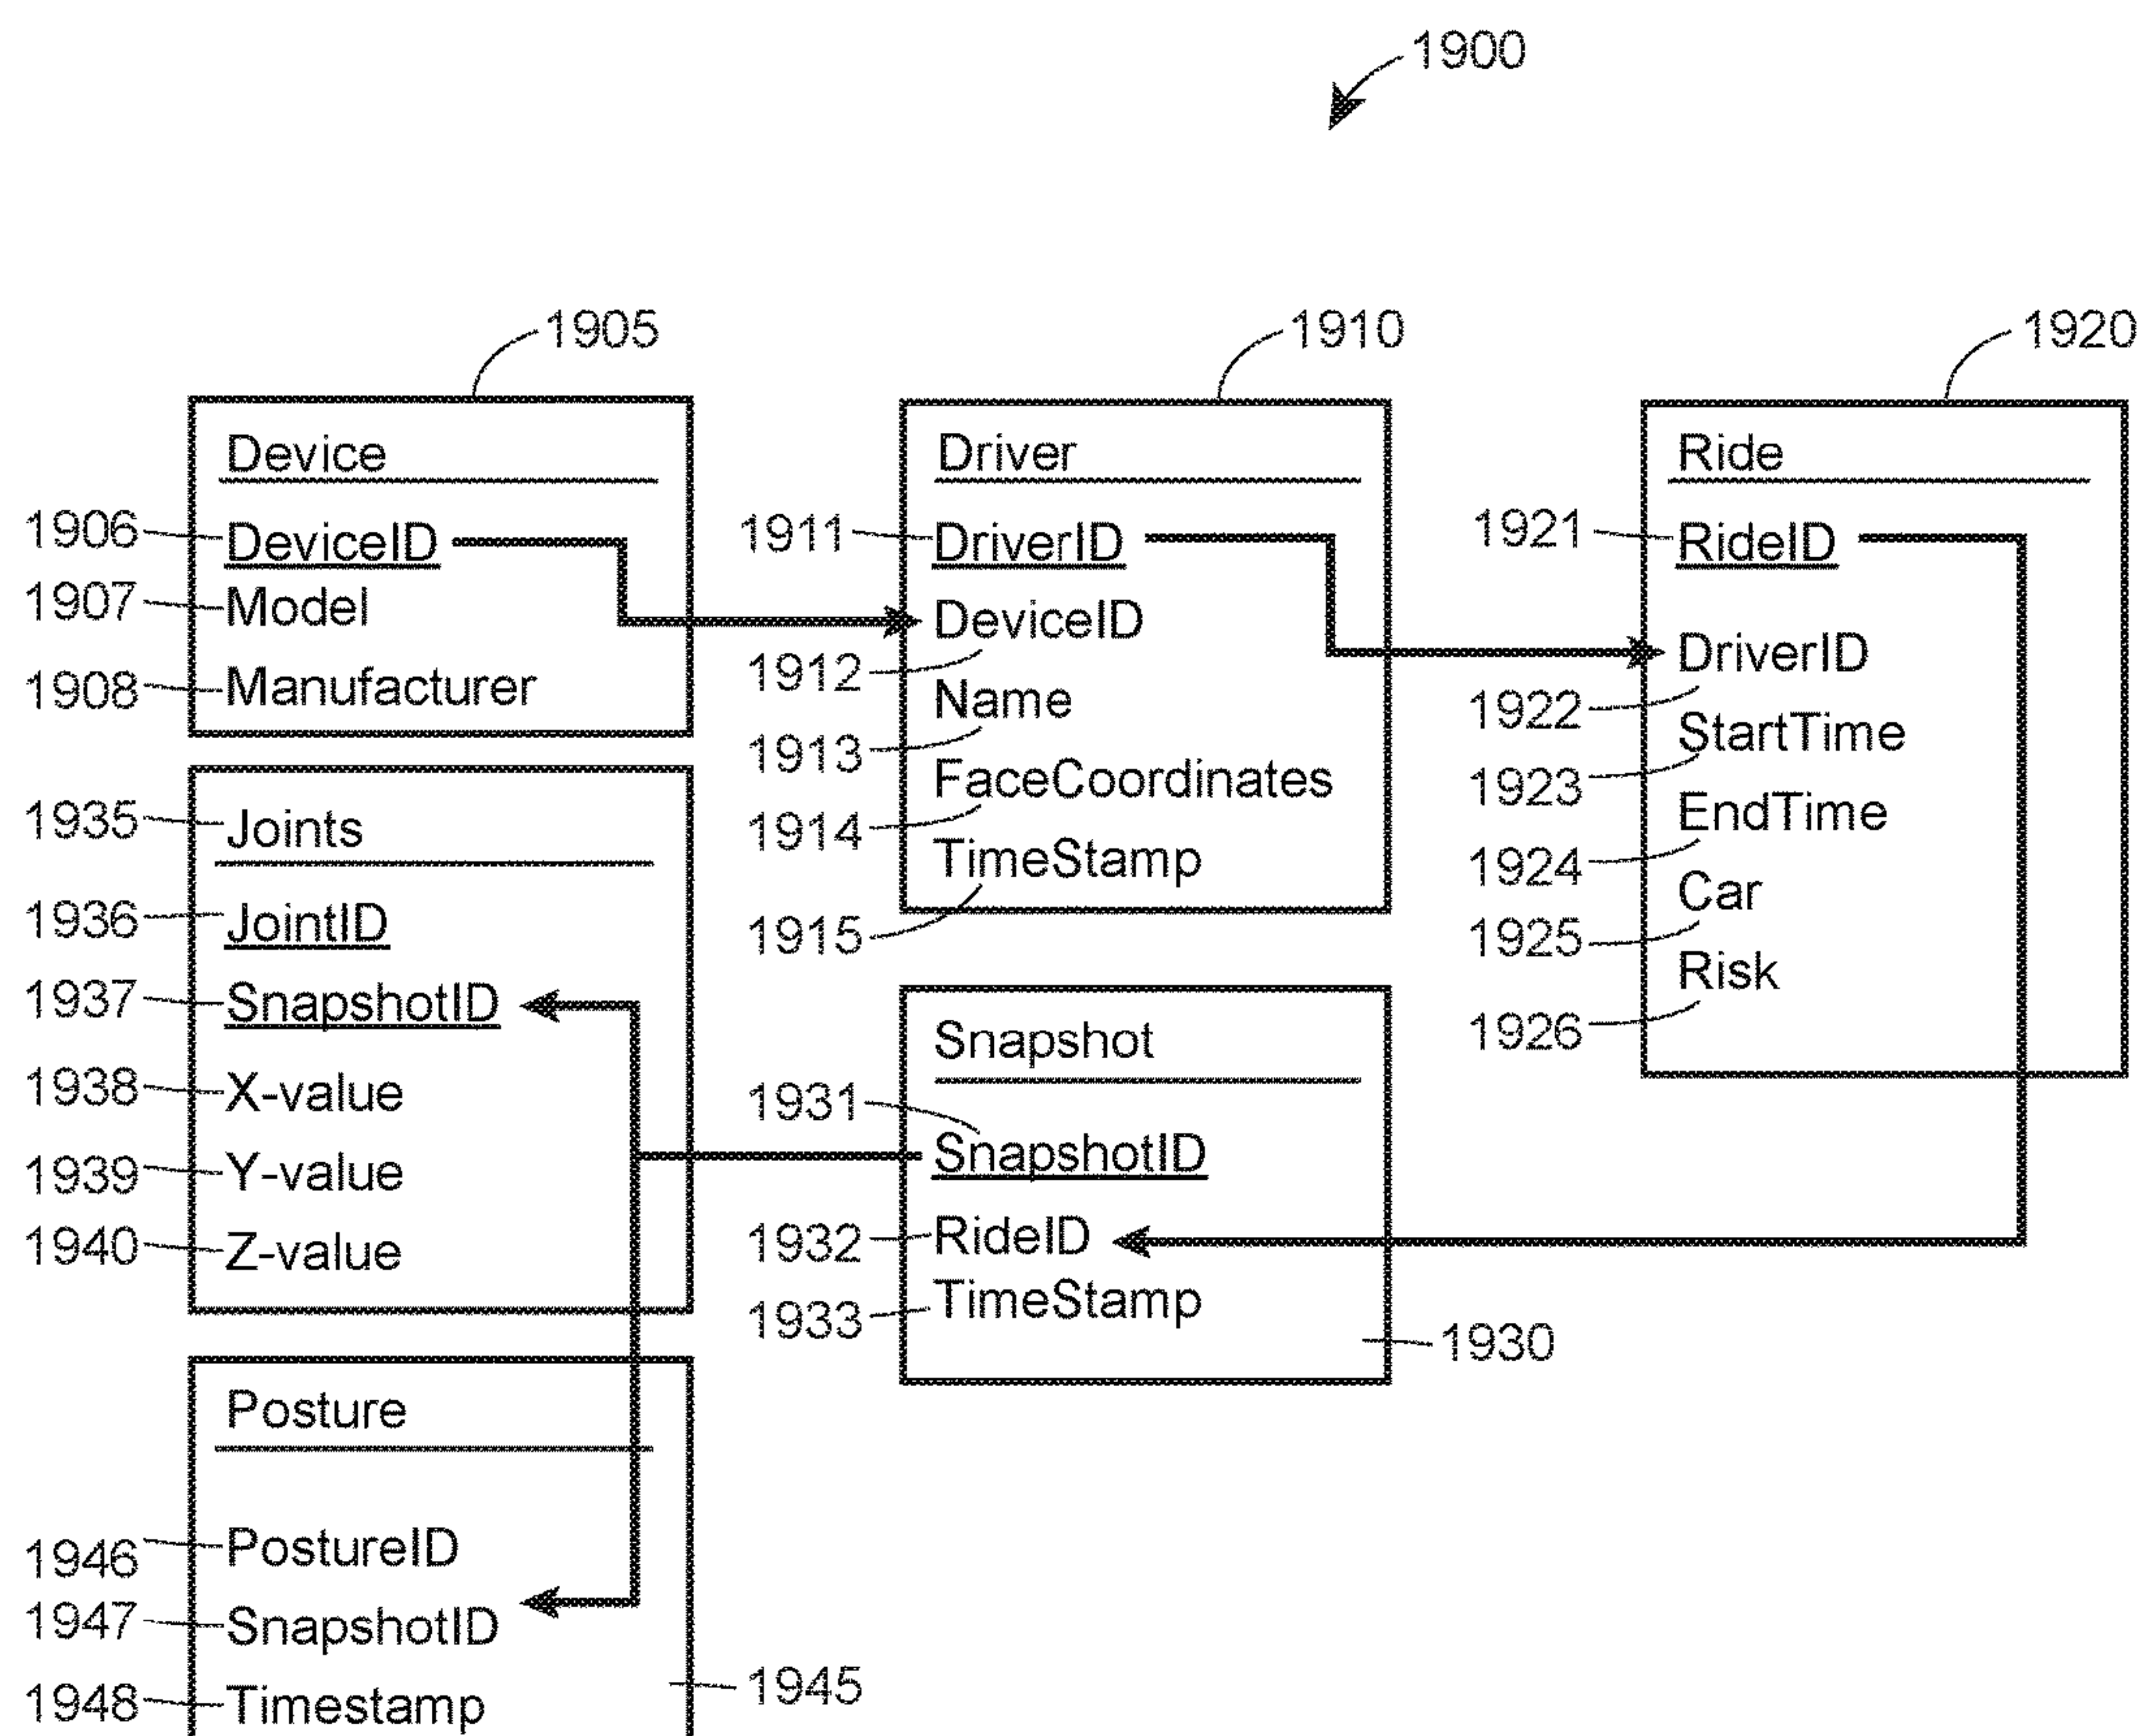 1900
1905
Device
1906 DeviceID
1907 Model
1908 Manufacturer
1910
Driver
1911 DriverID
DeviceID
1912
Name
1913
FaceCoordinates
1914
TimeStamp
1915
1920
Ride
1921 RideID
DriverID
1922
StartTime
1923
EndTime
1924
Car
1925
Risk
1926
1935 Joints
1936 JointID
1937 SnapshotID
1938 X-value
1939 Y-value
1940 Z-value
Snapshot
1931
SnapshotID
1932 RideID
1933 TimeStamp
1930
Posture
1946 PostureID
1947 SnapshotID
1948 Timestamp
1945